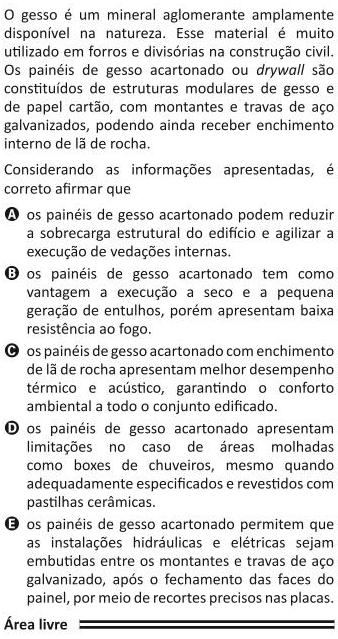 O gesso é um mineral aglomerante amplamente
disponível na natureza. Esse material é muito
utilizado em forros e divisórias na construção civil.
Os painéis de gesso acartonado ou drywall são
constituídos de estruturas modulares de gesso e
de papel cartão, com montantes e travas de aço
galvanizados, podendo ainda receber enchimento
interno de lã de rocha.
Considerando as informações apresentadas, é
correto afirmar que
A os painéis de gesso acartonado podem reduzir
a sobrecarga estrutural do edifício e agilizar a
execução de vedações internas.
B os painéis de gesso acartonado tem como
vantagem a execução a seco e a pequena
geração de entulhos, porém apresentam baixa
resistência ao fogo.
C os painéis de gesso acartonado com enchimento
de lã de rocha apresentam melhor desempenho
térmico e acústico, garantindo o conforto
ambiental a todo o conjunto edificado.
D os painéis de gesso acartonado apresentam
limitações no caso de áreas molhadas
como boxes de chuveiros, mesmo quando
adequadamente especificados e revestidos com
pastilhas cerâmicas.
E os painéis de gesso acartonado permitem que
as instalações hidráulicas e elétricas sejam
embutidas entre os montantes e travas de aço
galvanizado, após o fechamento das faces do
painel, por meio de recortes precisos nas placas.
Área livre